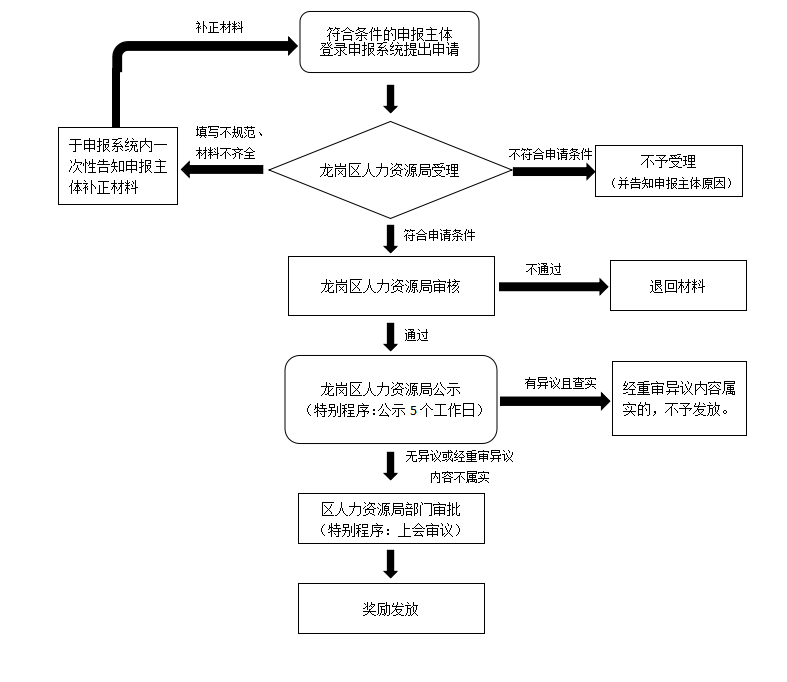 补正材料
符合条件的申报主体
登录申报系统提出申请
填写不规范、
材料不齐全
于申报系统内一
次性告知申报主
体补正材料
龙岗区人力资源局受理
不符合申请条件
不予受理
（并告知申报主体原因）
符合申请条件
龙岗区人力资源局审核
不通过
退回材料
通过
龙岗区人力资源局公示
（特别程序:公示 5 个工作日）
有异议且查实
经重审异议内容属
实的，不予发放。
无异议或经重审异议
内容不属实
区人力资源局部门审批
（特别程序：上会审议）
奖励发放